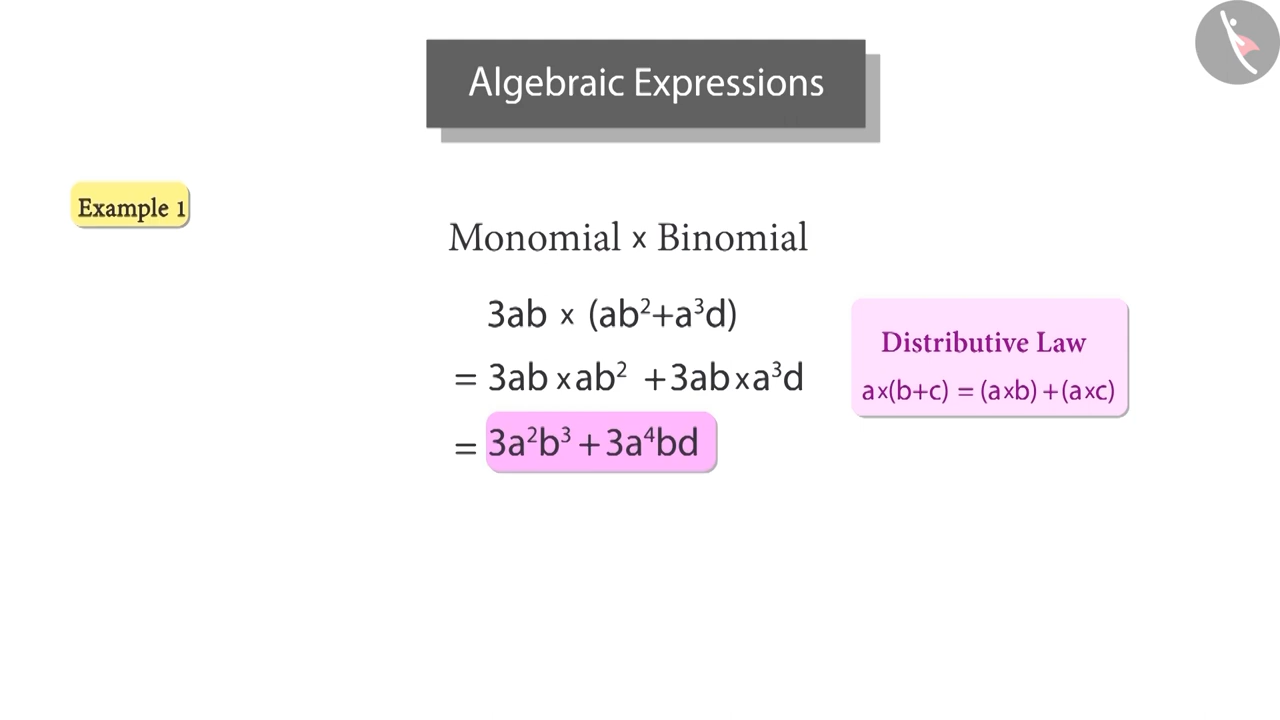 Algebraic Expressions
Example 1
Monomial x Binomial
3ab x (ab²+a³d)
= 3ab x ab² + 3ab x a³d
Distributive Law
a x (b+c) = (a x b) + (a x c)
= 3a²b³ + 3a⁴bd